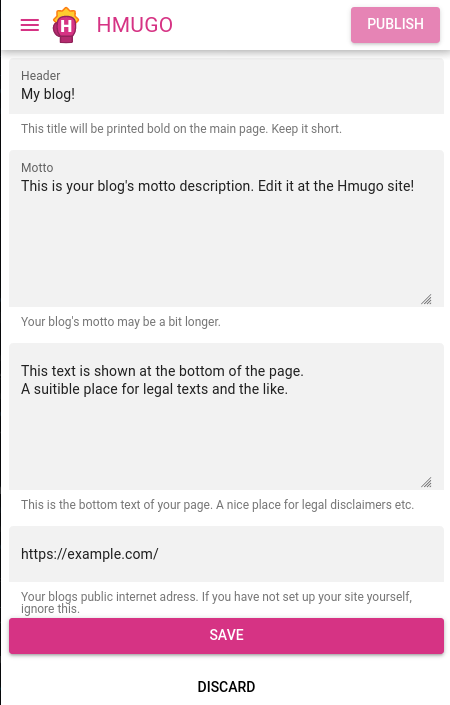 H
HMUGO
PUBLISH
Header
My blog!
This title will be printed bold on the main page. Keep it short.
Motto
This is your blog's motto description. Edit it at the Hmugo site!
Your blog's motto may be a bit longer.
This text is shown at the bottom of the page.
A suitible place for legal texts and the like.
This is the bottom text of your page. A nice place for legal disclaimers etc.
https://example.com/
Your blogs public internet adress. If you have not set up your site yourself,
ignore this.
SAVE
DISCARD